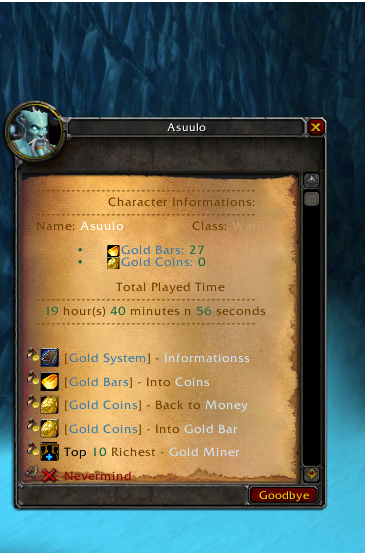 Asuulo
Character Informations:
Name: Asuulo Class: Warri
• Gold Bars: 27
• Gold Coins: 0
Total Played Time
19 hour(s) 40 minutes n 56 seconds
[Gold System] - Informationss
[Gold Bars] - Into Coins
[Gold Coins] - Back to Money
[Gold Coins] - Into Gold Bar
Top 10 Richest - Gold Miner
Nevermind
Goodbye